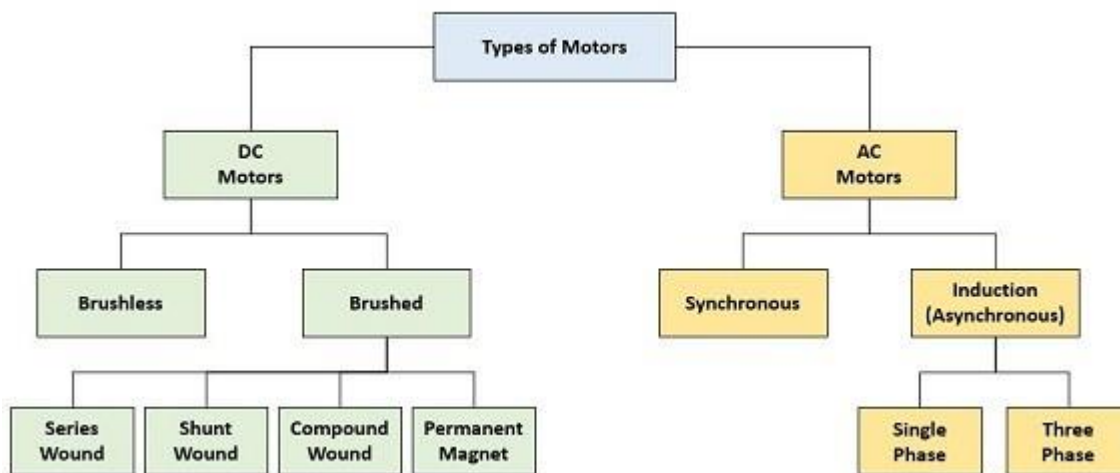 Types of Motors
DC
Motors
AC
Motors
Brushless
Brushed
Synchronous
Induction
(Asynchronous)
Series
Wound
Shunt
Wound
Compound
Wound
Permanent
Magnet
Single
Phase
Three
Phase